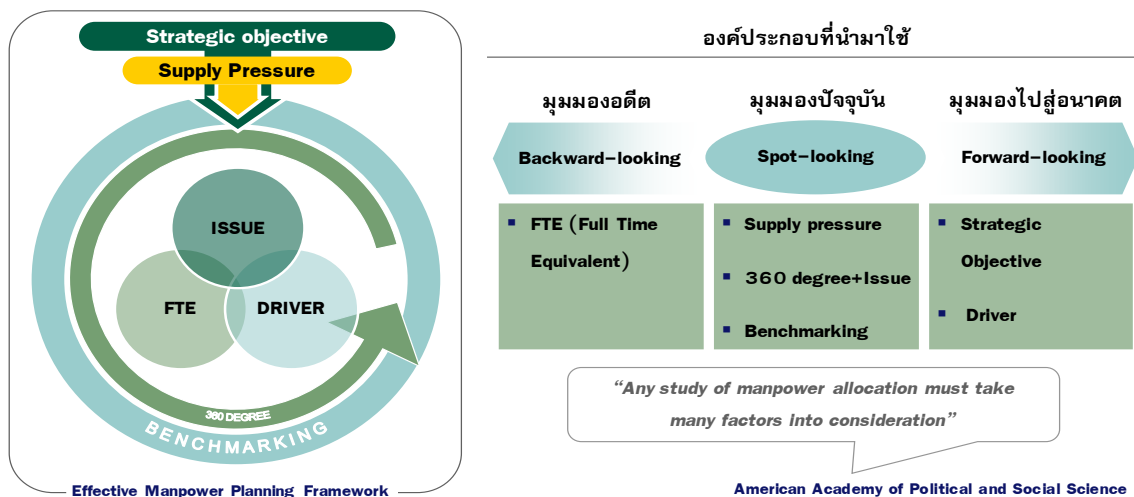 Strategic objective
Supply Pressure
ISSUE
FTE
DRIVER
360 DEGREE
BENCHMARKING
Effective Manpower Planning Framework
องค์ประกอบที่นำมาใช้
มุมมองอดีต
มุมมองปัจจุบัน
มุมมองไปสู่อนาคต
Backward-looking
Spot-looking
Forward-looking
▪ FTE (Full Time
Equivalent)
▪ Supply pressure
▪ 360 degree+Issue
▪ Benchmarking
▪ Strategic
Objective
▪ Driver
“Any study of manpower allocation must take
many factors into consideration”
American Academy of Political and Social Science